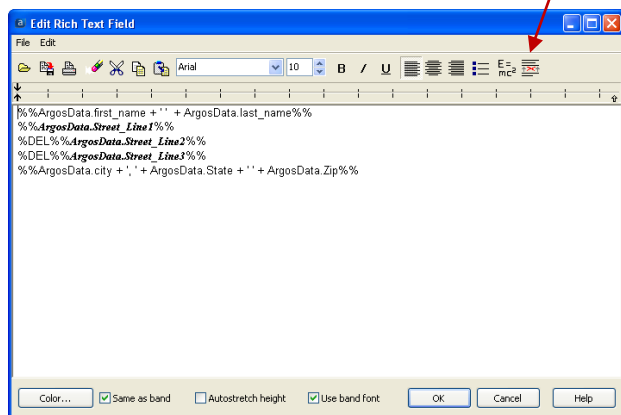 Edit Rich Text Field
File Edit
Arial 10 B I U E= mc²
%%ArgosData.first_name + ' ' + ArgosData.last_name%%
%%ArgosData.Street_Line1%%
%DEL%%ArgosData.Street_Line2%%
%DEL%%ArgosData.Street_Line3%%
%%ArgosData.city + ', ' + ArgosData.State + ' ' + ArgosData.Zip%%
Color... Same as band Autostretch height Use band font OK Cancel Help